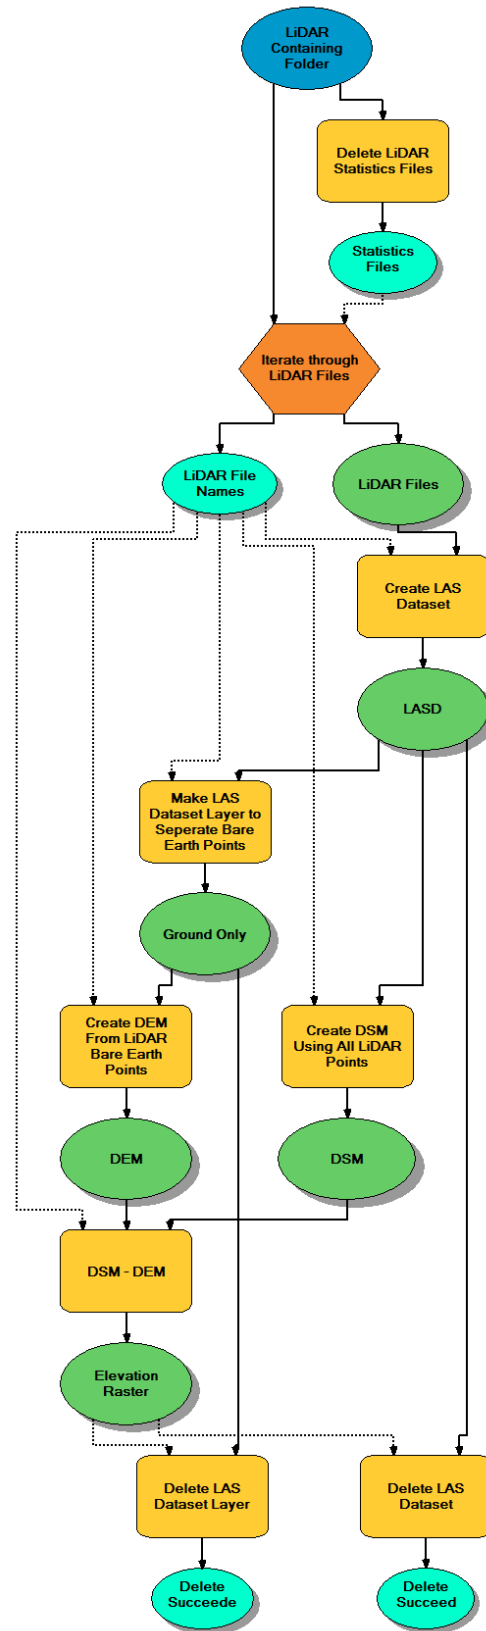 LiDAR
Containing
Folder
Delete LiDAR
Statistics Files
Statistics
Files
Iterate through
LiDAR Files
LiDAR File
Names
LiDAR Files
Create LAS
Dataset
LASD
Make LAS
Dataset Layer to
Seperate Bare
Earth Points
Ground Only
Create DEM
From LiDAR
Bare Earth
Points
Create DSM
Using All LiDAR
Points
DEM
DSM
DSM - DEM
Elevation
Raster
Delete LAS
Dataset Layer
Delete LAS
Dataset
Delete
Succeede
Delete
Succeed